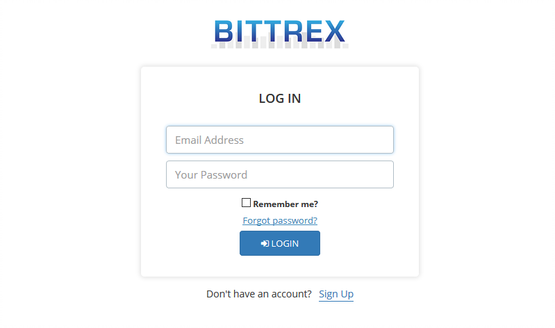 BITTREX
LOG IN
Email Address
Your Password
Remember me?
Forgot password?
LOGIN
Don't have an account? Sign Up